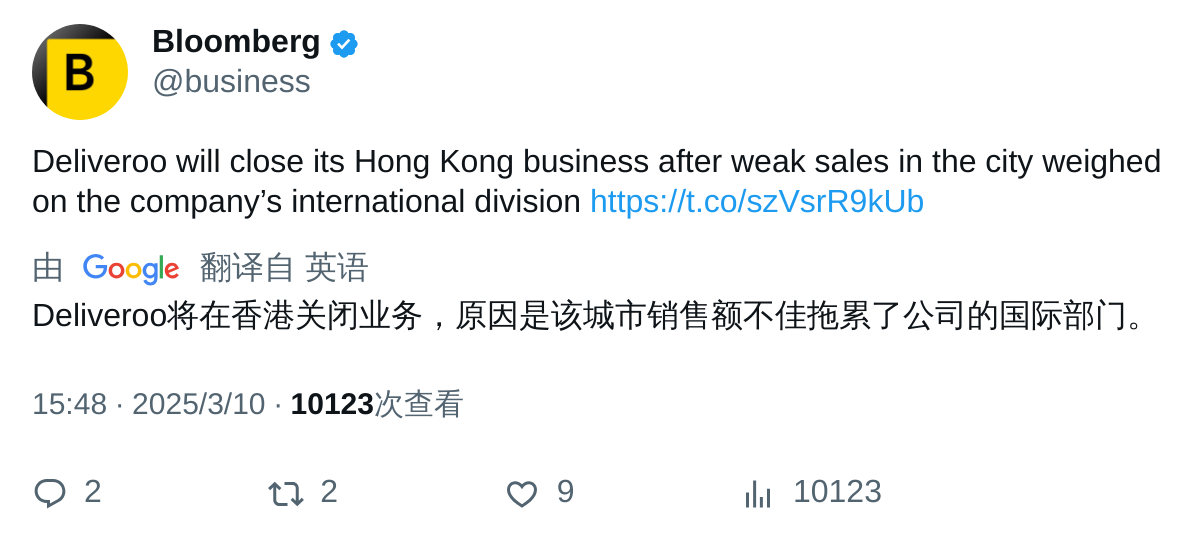 B
Bloomberg
@business
Deliveroo will close its Hong Kong business after weak sales in the city weighed
on the company’s international division https://t.co/szVsrR9kUb
由 Google 翻译自 英语
Deliveroo将在香港关闭业务，原因是该城市销售额不佳拖累了公司的国际部门。
15:48 · 2025/3/10 · 10123次查看
2 2 9 10123